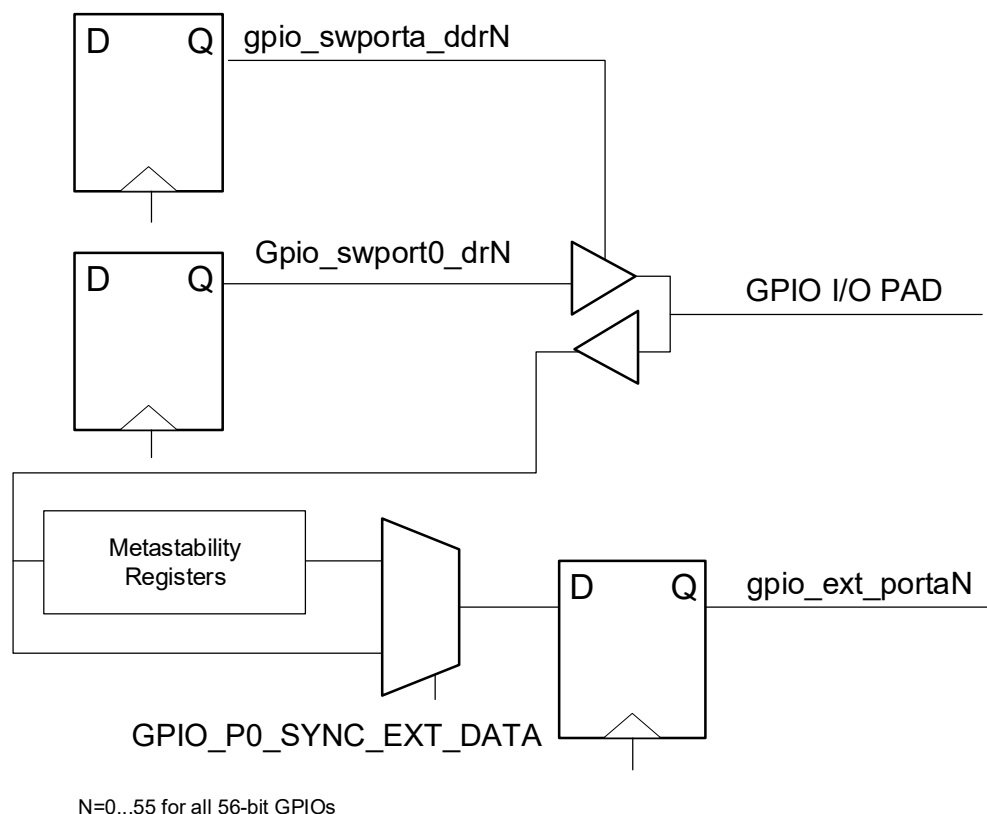 D Q gpio_swporta_ddrN
D Q Gpio_swport0_drN
GPIO I/O PAD
Metastability
Registers
D Q gpio_ext_portaN
GPIO_P0_SYNC_EXT_DATA
N=0...55 for all 56-bit GPIOs